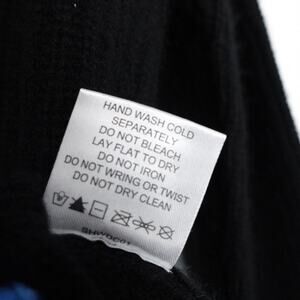 HAND WASH COLD
SEPARATELY
DO NOT BLEACH
LAY FLAT TO DRY
DO NOT IRON
DO NOT WRING OR TWIST
DO NOT DRY CLEAN